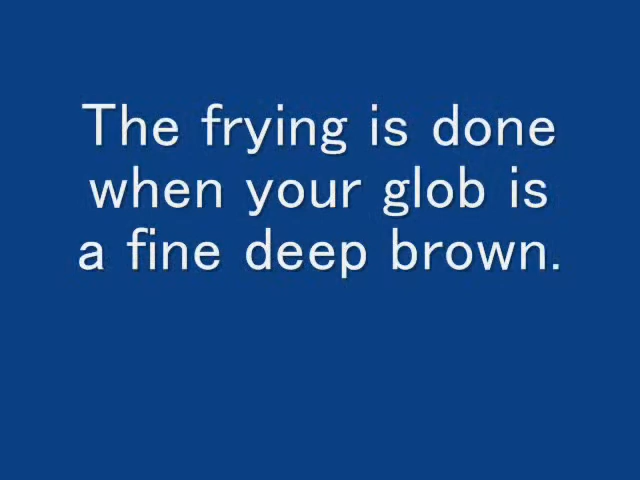 The frying is done
when your glob is
a fine deep brown.